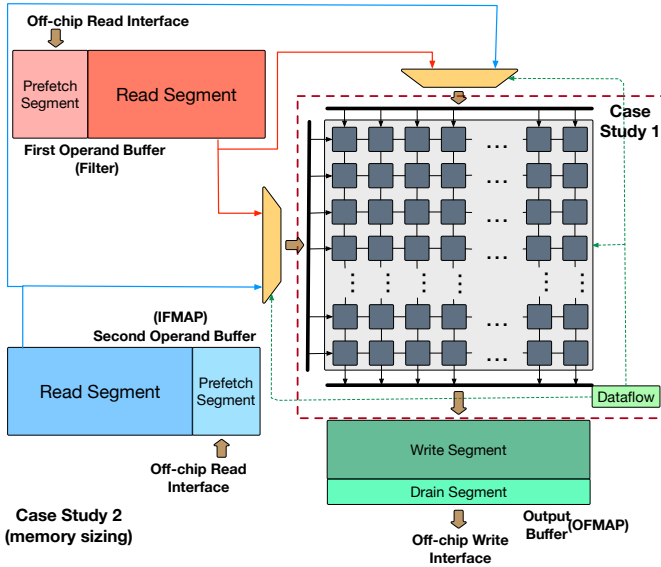 Off-chip Read Interface
Prefetch
Segment
Read Segment
First Operand Buffer
(Filter)
Case
Study 1
...
...
...
...
...
...
(IFMAP)
Second Operand Buffer
Read Segment
Prefetch
Segment
Off-chip Read
Interface
Dataflow
Write Segment
Drain Segment
Output
Buffer
(OFMAP)
Off-chip Write
Interface
Case Study 2
(memory sizing)